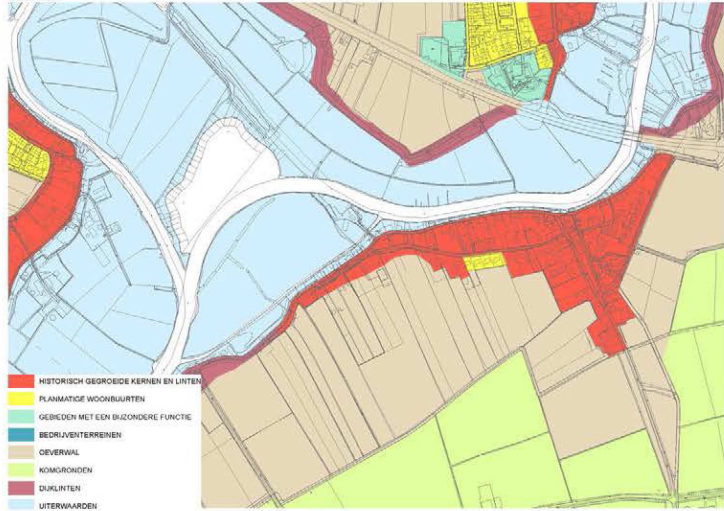 HISTORISCH GEGROEIDE KERNEN EN LINTEN
PLANMATIGE WOONBUURTEN
GEBIEDEN MET EEN BIJZONDERE FUNCTIE
BEDRIJVENTERREINEN
OEVERWAL
KOMGRONDEN
DIJKLINTEN
UITERWAARDEN